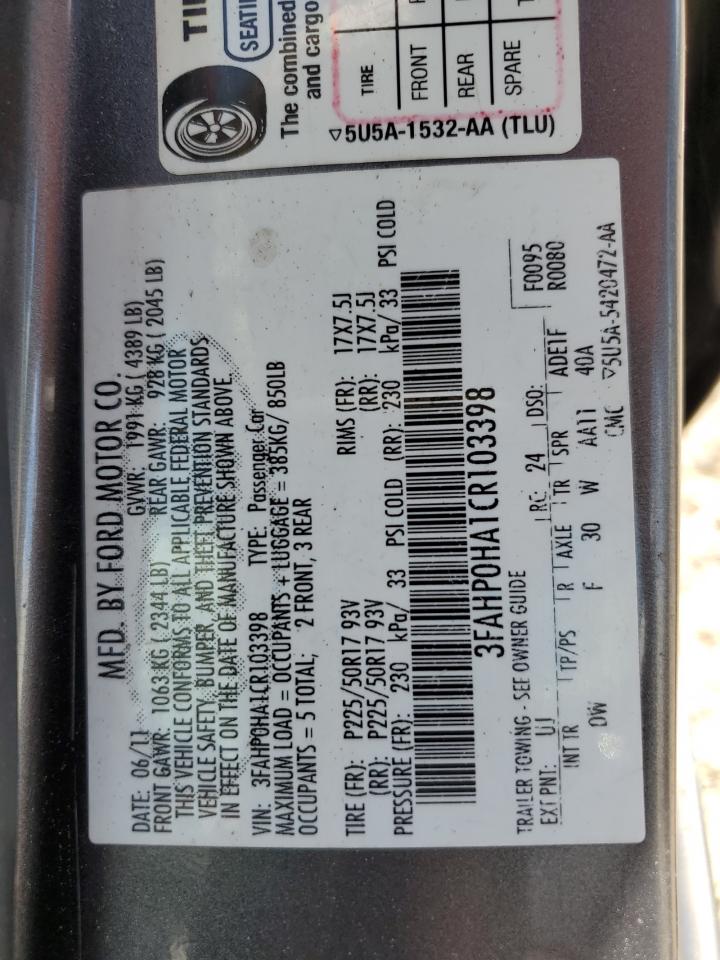 TIR
SEATI
The combined
and cargo
TIRE
FRONT
REAR
SPARE
▽5U5A-1532-AA (TLU)
MFD. BY FORD MOTOR CO.
DATE: 06/11 GVWR: 1991 KG ( 4389 LB)
FRONT GAWR: 1063 KG ( 2344 LB) REAR GAWR: 928 KG ( 2045 LB)
THIS VEHICLE CONFORMS TO ALL APPLICABLE FEDERAL MOTOR
VEHICLE SAFETY, BUMPER, AND THEFT PREVENTION STANDARDS
IN EFFECT ON THE DATE OF MANUFACTURE SHOWN ABOVE.
VIN: 3FAHP0HA1CR103398 TYPE: Passenger Car
MAXIMUM LOAD = OCCUPANTS + LUGGAGE = 385KG/ 850LB
OCCUPANTS = 5 TOTAL; 2 FRONT, 3 REAR
TIRE (FR): P225/50R17 93V RIMS (FR): 17X7.5J
(RR): P225/50R17 93V (RR): 17X7.5J
PRESSURE (FR): 230 kPa/ 33 PSI COLD (RR): 230 kPa/ 33 PSI COLD
3FAHP0HA1CR103398
TRAILER TOWING - SEE OWNER GUIDE F0095
EXT PNT: UJ RC: 24 DSO: R0080
INT TR TP/PS R AXLE TR SPR ADE1F
DW F 30 W AA11 40A
CMC ▽5U5A-5420472-AA